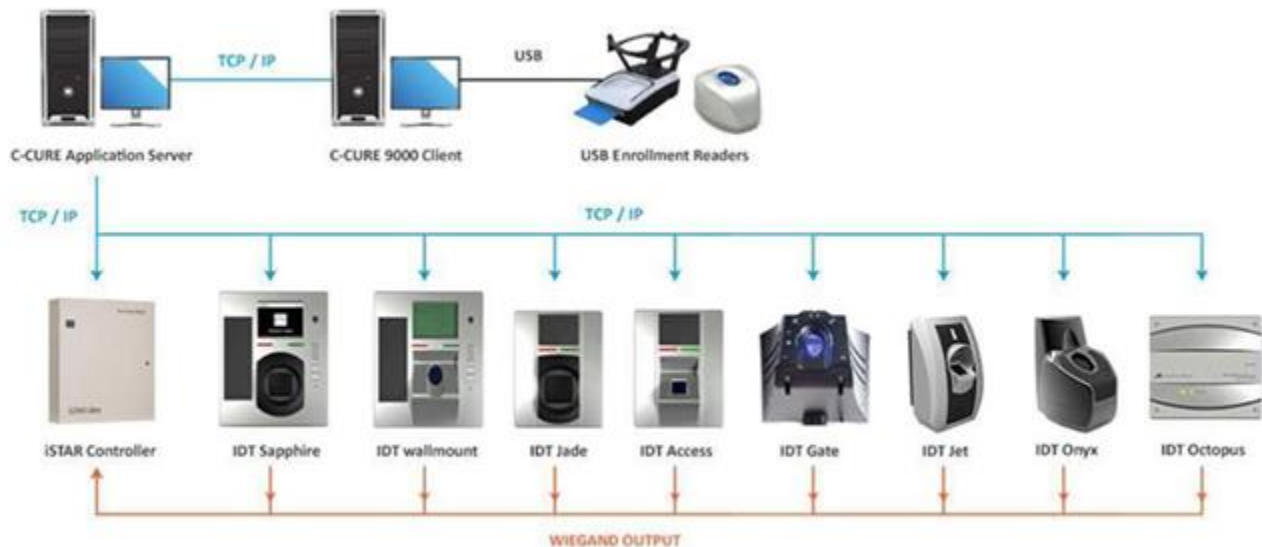 TCP / IP
USB
C-CURE Application Server
C-CURE 9000 Client
USB Enrollment Readers
TCP / IP
TCP / IP
iSTAR Controller
IDT Sapphire
IDT wallmount
IDT Jade
IDT Access
IDT Gate
IDT Jet
IDT Onyx
IDT Octopus
WIEGAND OUTPUT